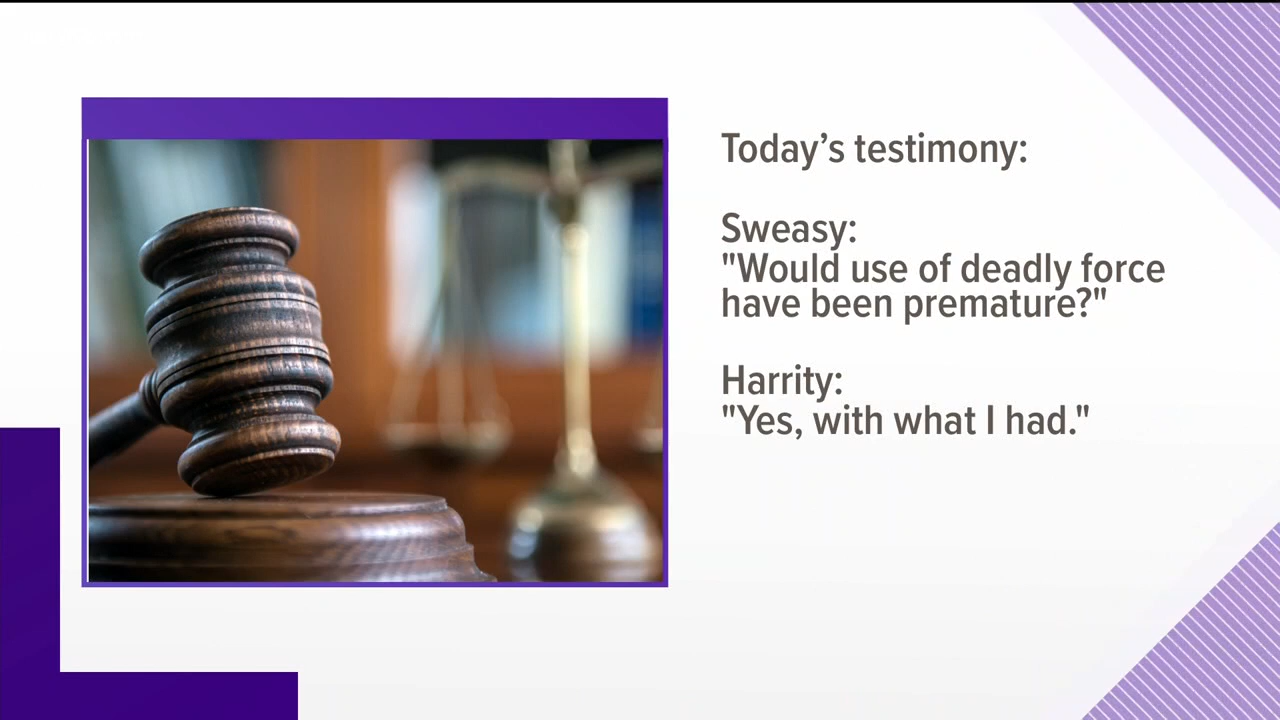 Today’s testimony:
Sweasy:
"Would use of deadly force
have been premature?"
Harrity:
"Yes, with what I had."